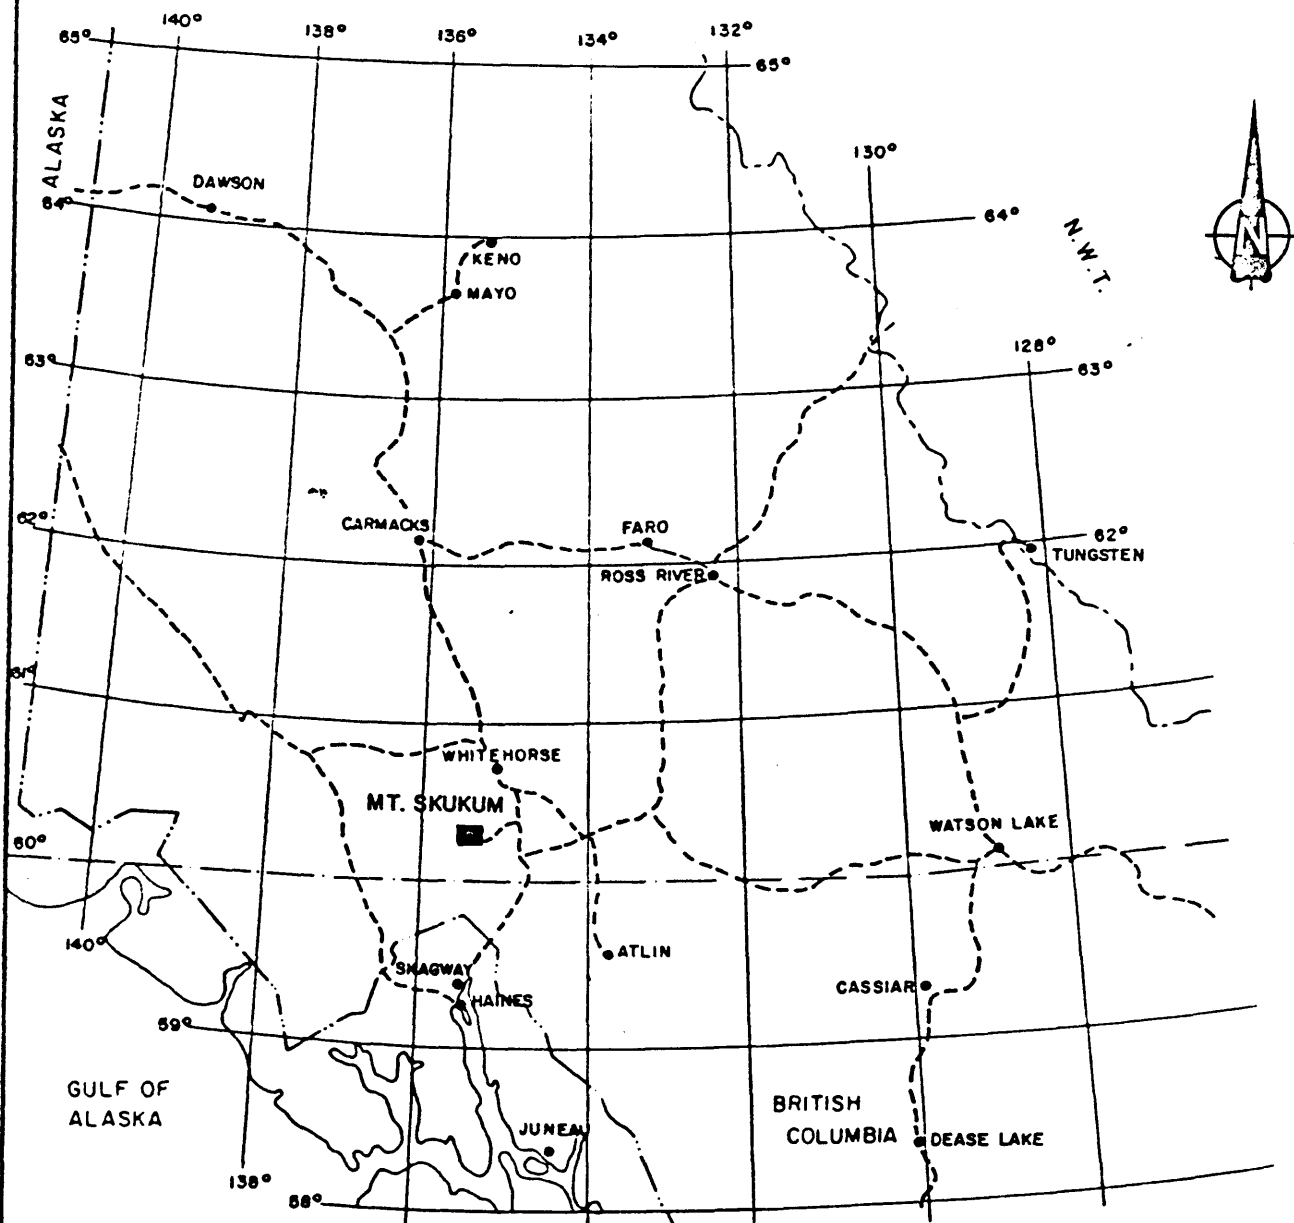 140°
138°
136°
134°
132°
65°
65°
ALASKA
DAWSON
130°
64°
64°
N.W.T.
N
KENO
MAYO
128°
63°
63°
62°
CARMACKS
FARO
62°
TUNGSTEN
ROSS RIVER
61°
WHITEHORSE
MT. SKUKUM
WATSON LAKE
60°
140°
ATLIN
SKAGWAY
CASSIAR
HAINES
59°
GULF OF
ALASKA
BRITISH
COLUMBIA
JUNEAU
DEASE LAKE
138°
58°